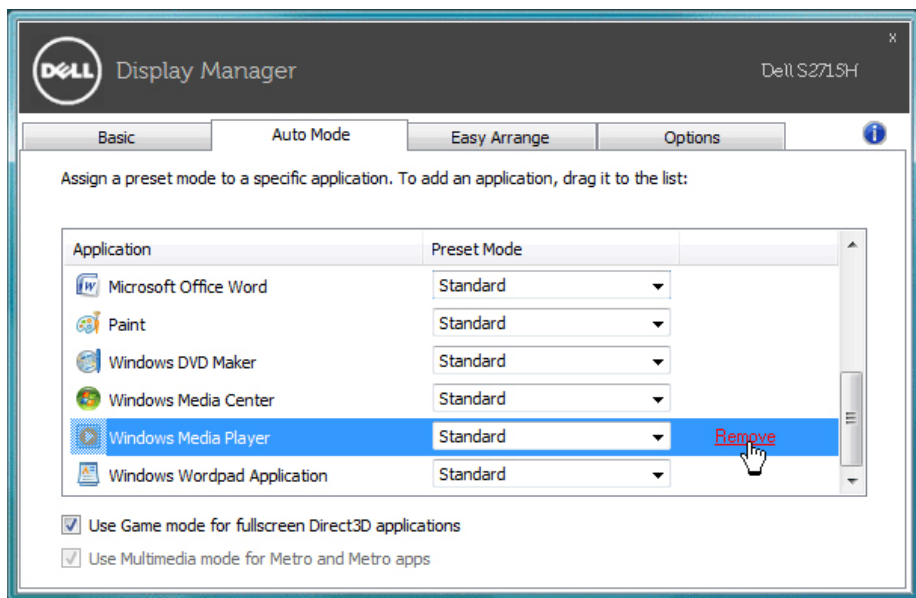 x
DELL Display Manager Dell S2715H
Basic Auto Mode Easy Arrange Options i
Assign a preset mode to a specific application. To add an application, drag it to the list:
Application Preset Mode
Microsoft Office Word Standard
Paint Standard
Windows DVD Maker Standard
Windows Media Center Standard
Windows Media Player Standard Remove
Windows Wordpad Application Standard
Use Game mode for fullscreen Direct3D applications
Use Multimedia mode for Metro and Metro apps